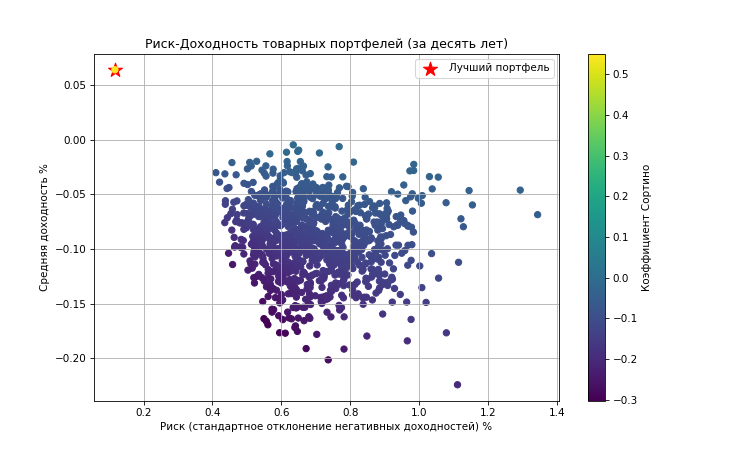 Риск-Доходность товарных портфелей (за десять лет)
Лучший портфель
Средняя доходность %
0.05
0.00
−0.05
−0.10
−0.15
−0.20
0.2 0.4 0.6 0.8 1.0 1.2 1.4
Риск (стандартное отклонение негативных доходностей) %
0.5
0.4
0.3
0.2
0.1
0.0
−0.1
−0.2
−0.3
Коэффициент Сортино